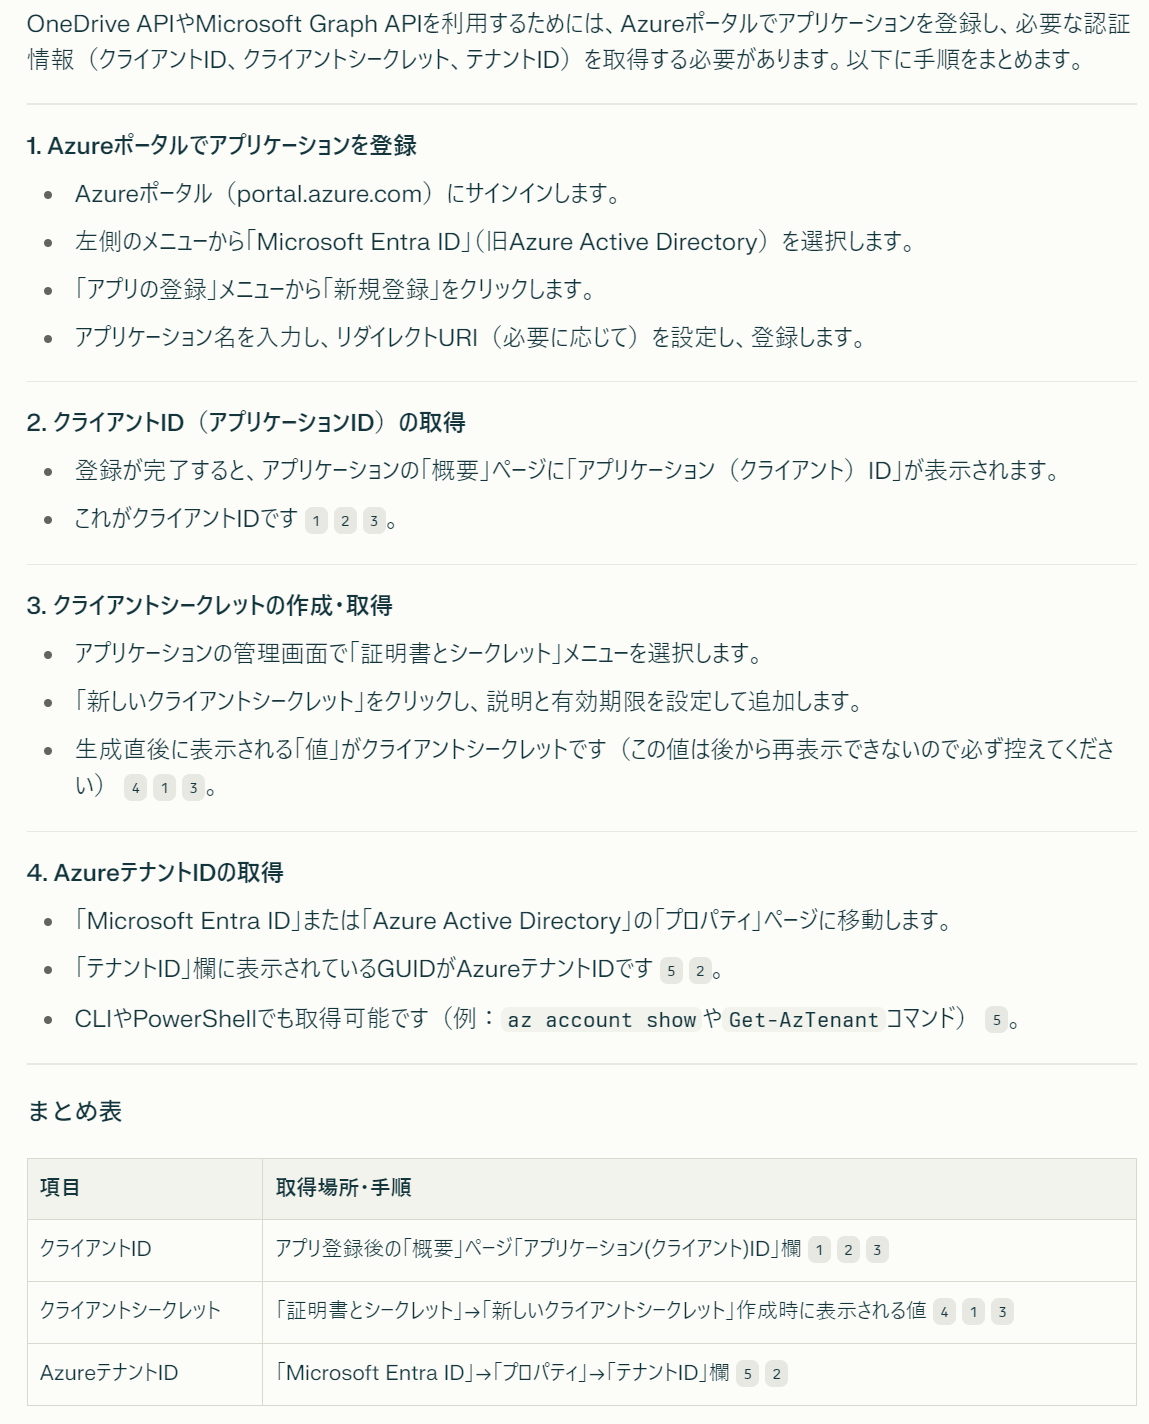 OneDrive APIやMicrosoft Graph APIを利用するためには、Azureポータルでアプリケーションを登録し、必要な認証
情報（クライアントID、クライアントシークレット、テナントID）を取得する必要があります。以下に手順をまとめます。
1. Azureポータルでアプリケーションを登録
• Azureポータル（portal.azure.com）にサインインします。
• 左側のメニューから「Microsoft Entra ID」（旧Azure Active Directory）を選択します。
• 「アプリの登録」メニューから「新規登録」をクリックします。
• アプリケーション名を入力し、リダイレクトURI（必要に応じて）を設定し、登録します。
2. クライアントID（アプリケーションID）の取得
• 登録が完了すると、アプリケーションの「概要」ページに「アプリケーション（クライアント）ID」が表示されます。
• これがクライアントIDです 1 2 3。
3. クライアントシークレットの作成・取得
• アプリケーションの管理画面で「証明書とシークレット」メニューを選択します。
• 「新しいクライアントシークレット」をクリックし、説明と有効期限を設定して追加します。
• 生成直後に表示される「値」がクライアントシークレットです（この値は後から再表示できないので必ず控えてくださ
い） 4 1 3。
4. AzureテナントIDの取得
• 「Microsoft Entra ID」または「Azure Active Directory」の「プロパティ」ページに移動します。
• 「テナントID」欄に表示されているGUIDがAzureテナントIDです 5 2。
• CLIやPowerShellでも取得可能です（例：az account showやGet-AzTenantコマンド） 5。
まとめ表
項目 取得場所・手順
クライアントID アプリ登録後の「概要」ページ「アプリケーション(クライアント)ID」欄 1 2 3
クライアントシークレット 「証明書とシークレット」→「新しいクライアントシークレット」作成時に表示される値 4 1 3
AzureテナントID 「Microsoft Entra ID」→「プロパティ」→「テナントID」欄 5 2